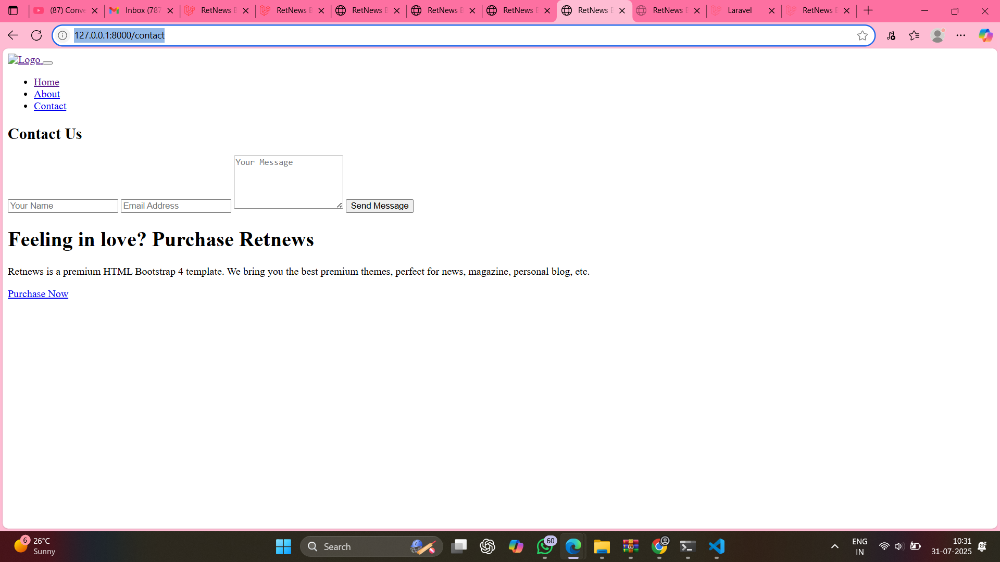 (87) Conve
Inbox (787
RetNews B
RetNews B
RetNews B
RetNews B
RetNews B
RetNews B
RetNews B
Laravel
RetNews B
127.0.0.1:8000/contact
Logo
Home
About
Contact
Contact Us
Your Message
Your Name
Email Address
Send Message
Feeling in love? Purchase Retnews
Retnews is a premium HTML Bootstrap 4 template. We bring you the best premium themes, perfect for news, magazine, personal blog, etc.
Purchase Now
6
26°C
Sunny
Search
60
ENG
IN
10:31
31-07-2025